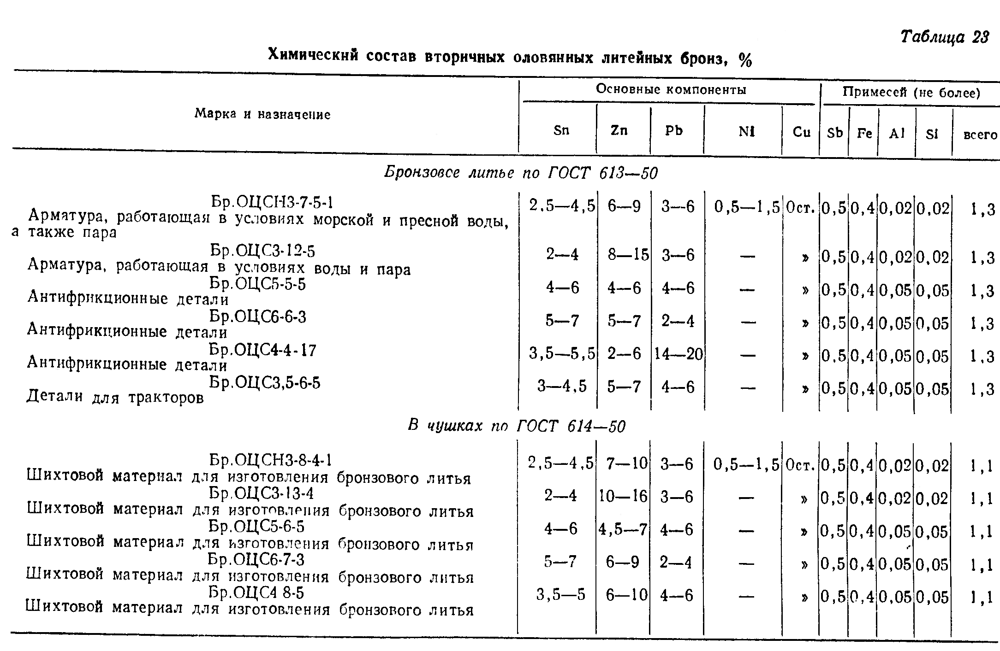 Таблица 23
Химический состав вторичных оловянных литейных бронз, %
Марка и назначение Основные компоненты Примесей (не более)
Sn Zn Pb Ni Cu Sb Fe Al Si всего
Бронзовое литье по ГОСТ 613—50
Бр.ОЦСН3-7-5-1 2,5—4,5 6—9 3—6 0,5—1,5 Ост. 0,5 0,4 0,02 0,02 1,3
Арматура, работающая в условиях морской и пресной воды,
а также пара
Бр.ОЦС3-12-5 2—4 8—15 3—6 — » 0,5 0,4 0,02 0,02 1,3
Арматура, работающая в условиях воды и пара
Бр.ОЦС5-5-5 4—6 4—6 4—6 — » 0,5 0,4 0,05 0,05 1,3
Антифрикционные детали
Бр.ОЦС6-6-3 5—7 5—7 2—4 — » 0,5 0,4 0,05 0,05 1,3
Антифрикционные детали
Бр.ОЦС4-4-17 3,5—5,5 2—6 14—20 — » 0,5 0,4 0,05 0,05 1,3
Антифрикционные детали
Бр.ОЦС3,5-6-5 3—4,5 5—7 4—6 — » 0,5 0,4 0,05 0,05 1,3
Детали для тракторов
В чушках по ГОСТ 614—50
Бр.ОЦСН3-8-4-1 2,5—4,5 7—10 3—6 0,5—1,5 Ост. 0,5 0,4 0,02 0,02 1,1
Шихтовой материал для изготовления бронзового литья
Бр.ОЦС3-13-4 2—4 10—16 3—6 — » 0,5 0,4 0,02 0,02 1,1
Шихтовой материал для изготовления бронзового литья
Бр.ОЦС5-6-5 4—6 4,5—7 4—6 — » 0,5 0,4 0,05 0,05 1,1
Шихтовой материал для изготовления бронзового литья
Бр.ОЦС6-7-3 5—7 6—9 2—4 — » 0,5 0,4 0,05 0,05 1,1
Шихтовой материал для изготовления бронзового литья
Бр.ОЦС4 8-5 3,5—5 6—10 4—6 — » 0,5 0,4 0,05 0,05 1,1
Шихтовой материал для изготовления бронзового литья